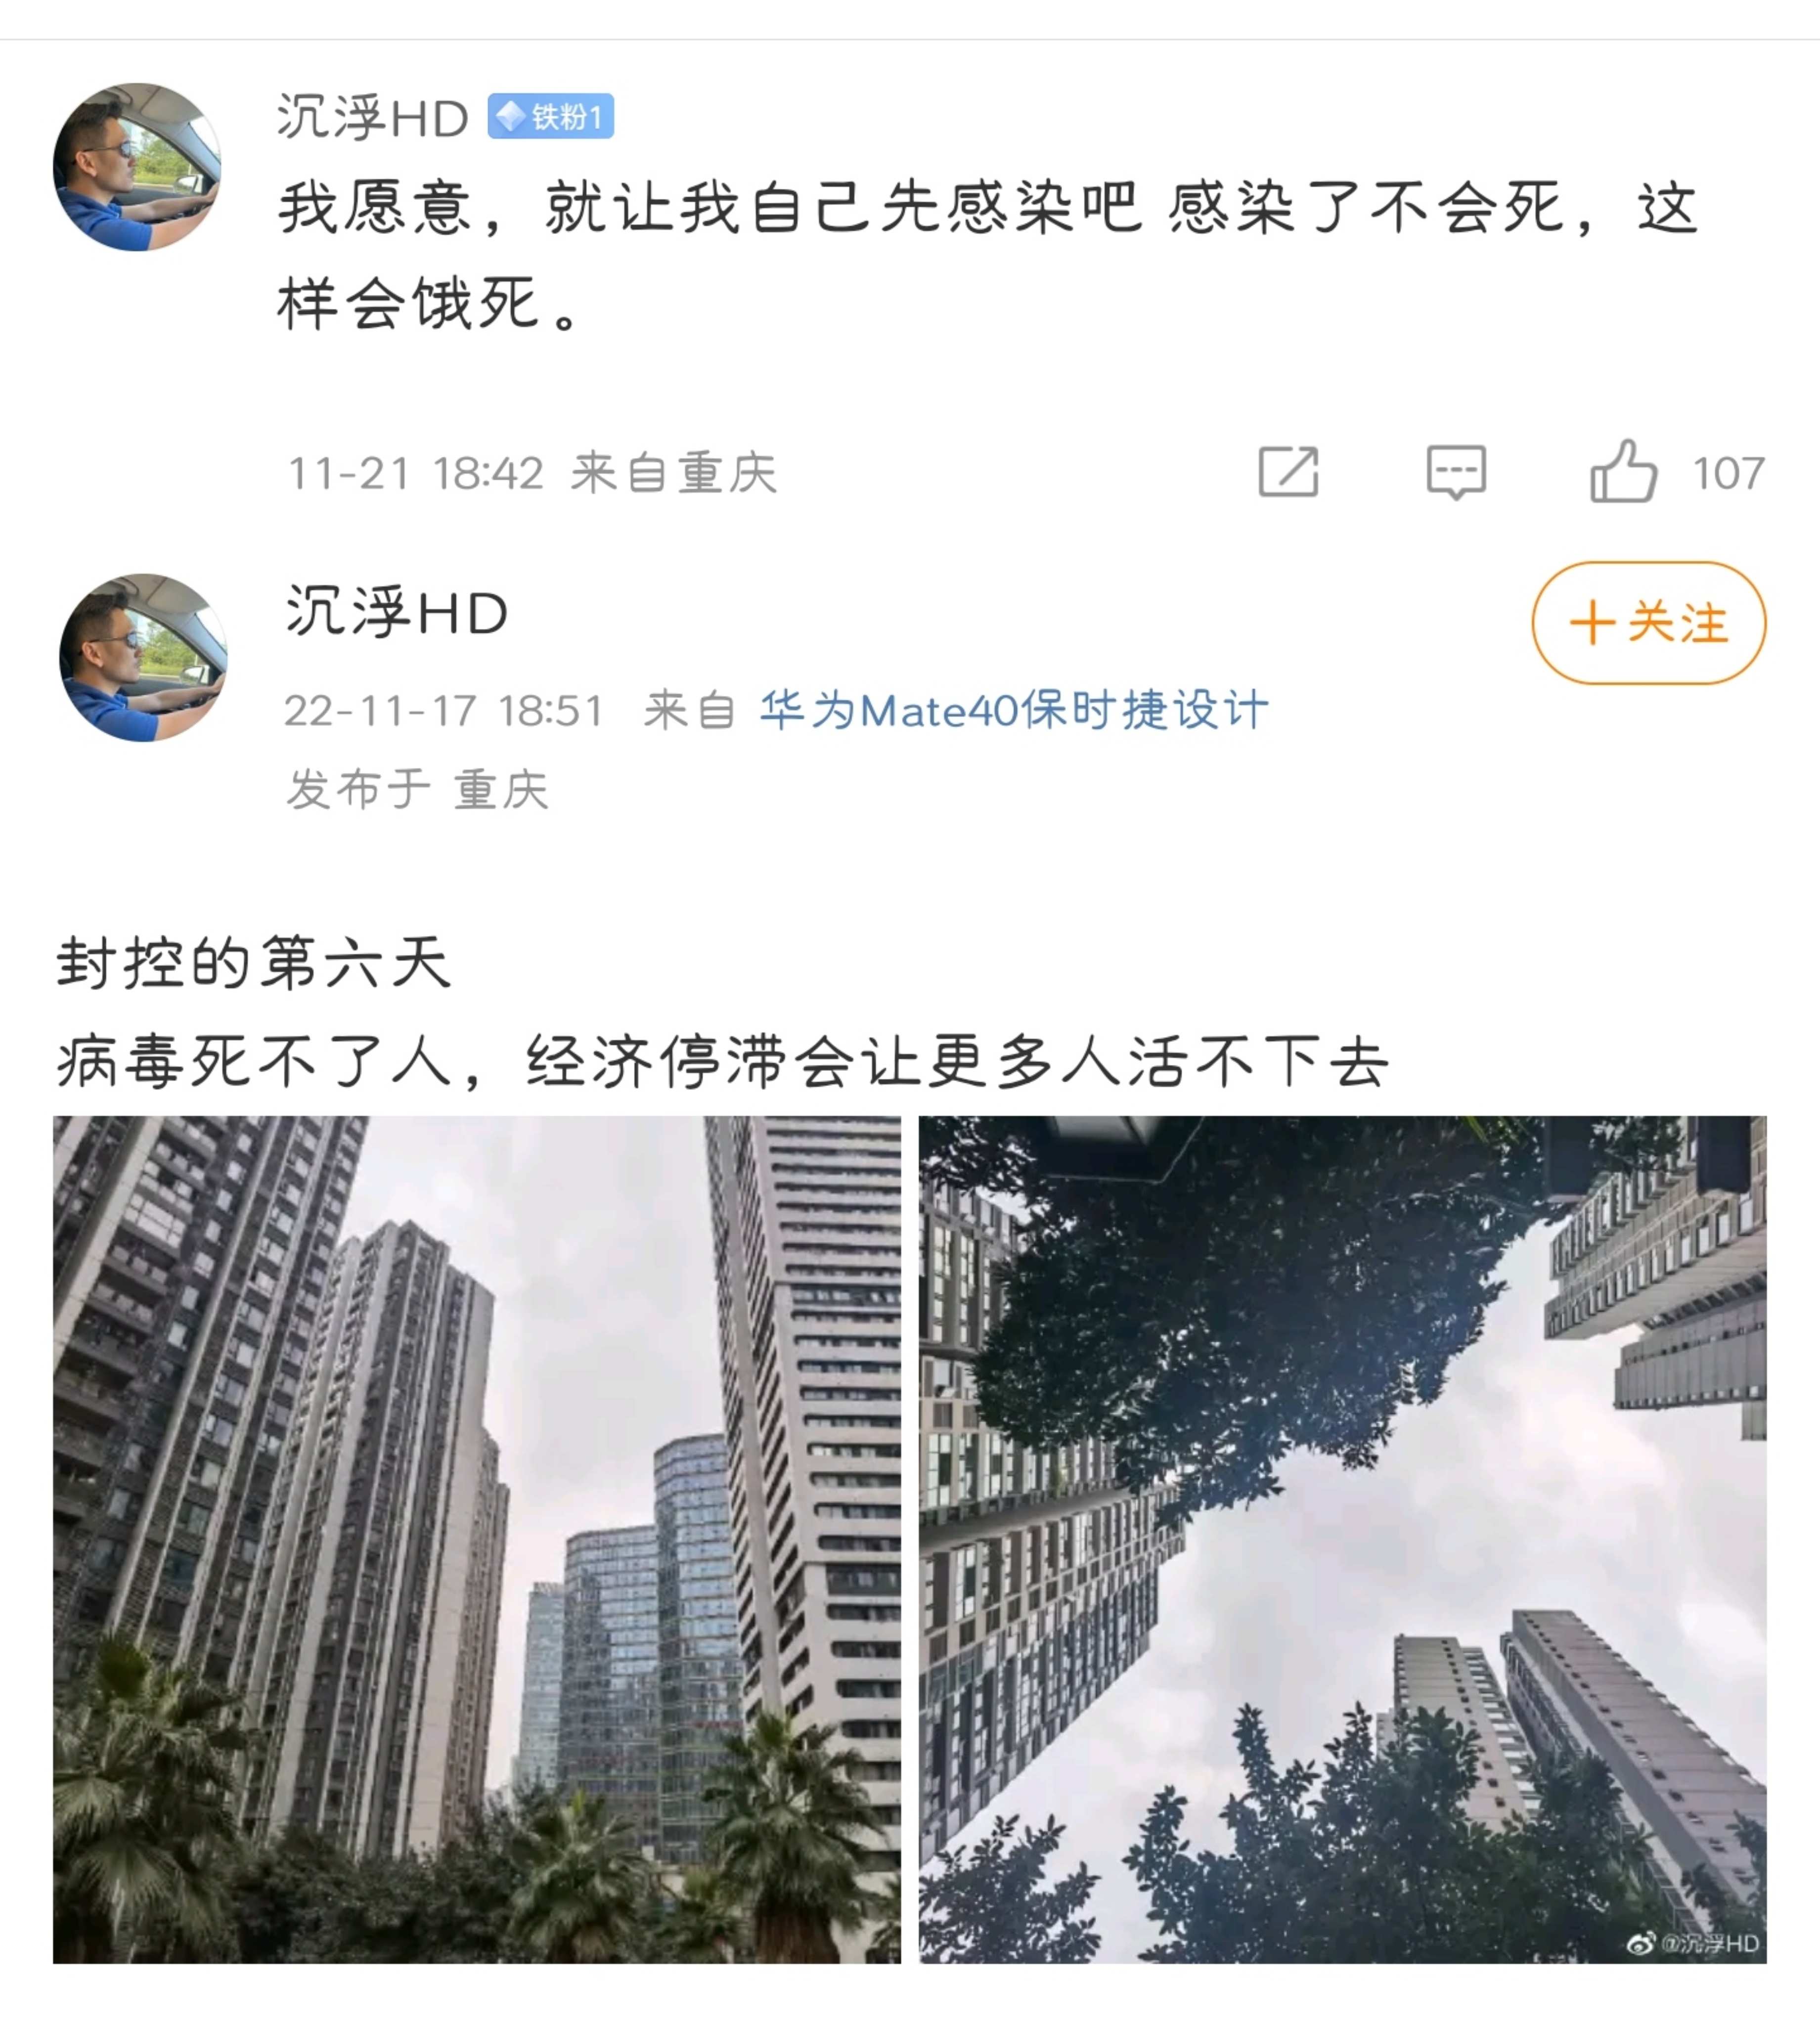 沉浮HD 铁粉1
我愿意，就让我自己先感染吧 感染了不会死，这
样会饿死。
11-21 18:42 来自重庆 107
沉浮HD
+关注
22-11-17 18:51 来自 华为Mate40保时捷设计
发布于 重庆
封控的第六天
病毒死不了人，经济停滞会让更多人活不下去
@沉浮HD